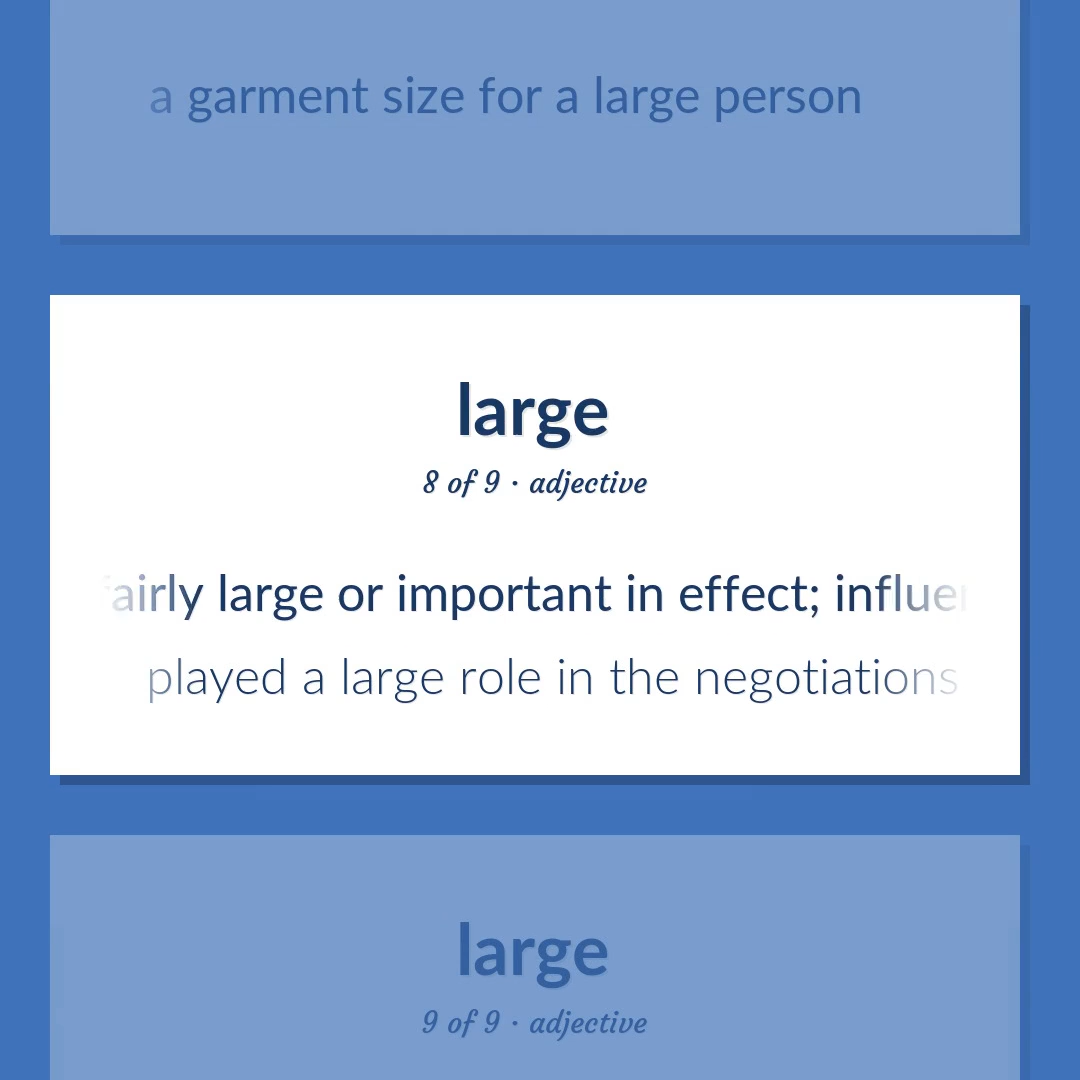 a garment size for a large person
large
8 of 9 · adjective
fairly large or important in effect;
played a large role in the negotiations
large
9 of 9 · adjective